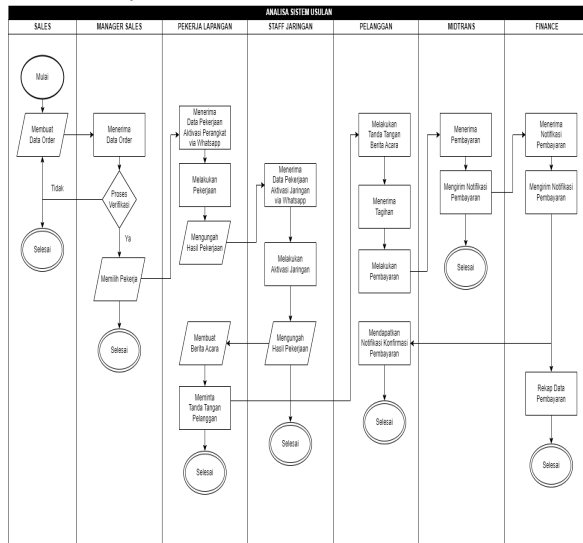 ANALISA SISTEM USULAN
SALES
MANAGER SALES
PEKERJA LAPANGAN
STAFF JARINGAN
PELANGGAN
MIDTRANS
FINANCE
Mulai
Membuat
Data Order
Selesai
Menerima
Data Order
Tidak
Proses
Verifikasi
Ya
Memilih Pekerja
Selesai
Menerima
Data Pekerjaan
Aktivasi Perangkat
via Whatsapp
Melakukan
Pekerjaan
Mengungah
Hasil Pekerjaan
Membuat
Berita Acara
Meminta
Tanda Tangan
Pelanggan
Selesai
Menerima
Data Pekerjaan
Aktivasi Jaringan
via Whatsapp
Melakukan
Aktivasi Jaringan
Mengungah
Hasil Pekerjaan
Selesai
Melakukan
Tanda Tangan
Berita Acara
Menerima
Tagihan
Melakukan
Pembayaran
Mendapatkan
Notifikasi Konfirmasi
Pembayaran
Selesai
Menerima
Pembayaran
Mengirim Notifikasi
Pembayaran
Selesai
Menerima
Notifikasi
Pembayaran
Mengirim Notifikasi
Pembayaran
Rekap Data
Pembayaran
Selesai